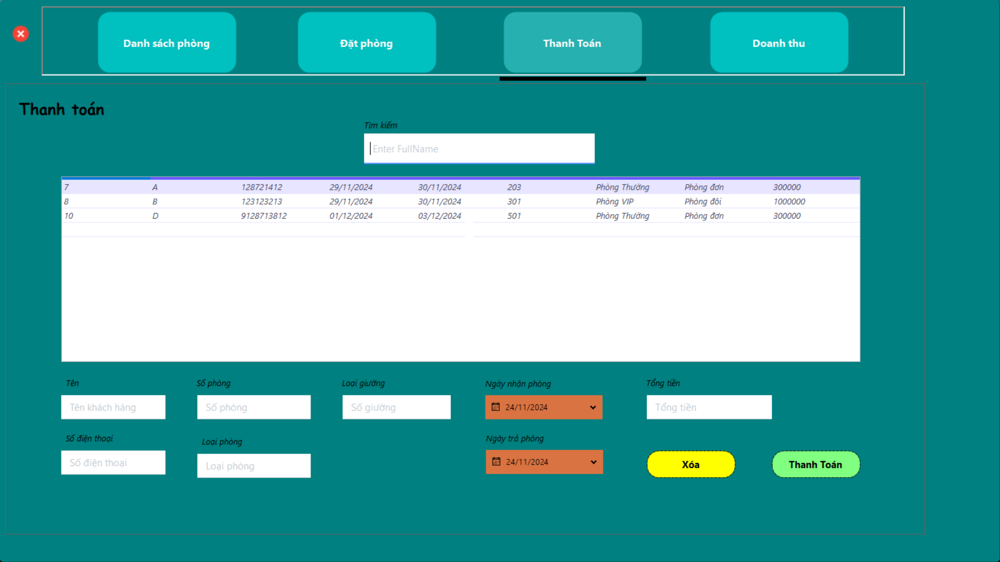 Danh sách phòng Đặt phòng Thanh Toán Doanh thu
Thanh toán
Tìm kiếm
Enter FullName
7 A 128721412 29/11/2024 30/11/2024 203 Phòng Thường Phòng đơn 300000
8 B 123123213 29/11/2024 30/11/2024 301 Phòng VIP Phòng đôi 1000000
10 D 9128713812 01/12/2024 03/12/2024 501 Phòng Thường Phòng đơn 300000
Tên Số phòng Loại giường Ngày nhận phòng Tổng tiền
Tên khách hàng Số phòng Số giường 24/11/2024 Tổng tiền
Số điện thoại Loại phòng Ngày trả phòng
Số điện thoại Loại phòng 24/11/2024 Xóa Thanh Toán